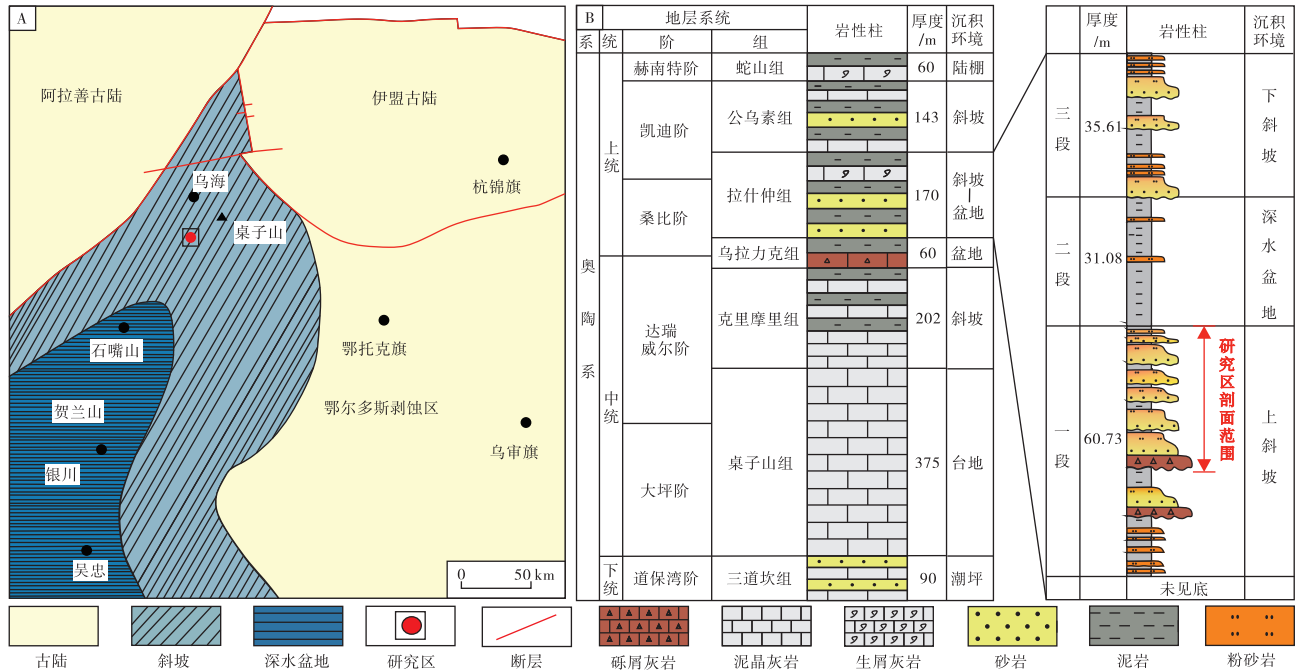 A
阿拉善古陆
伊盟古陆
乌海
杭锦旗
桌子山
石嘴山
鄂托克旗
贺兰山
鄂尔多斯剥蚀区
乌审旗
银川
吴忠
0 50 km
B
地层系统
岩性柱
厚度
/m
沉积
环境
系
统
阶
组
奥陶系
上统
中统
下统
赫南特阶
蛇山组
60
陆棚
凯迪阶
公乌素组
143
斜坡
桑比阶
拉什仲组
170
斜坡
|
盆地
乌拉力克组
60
盆地
达瑞
威尔阶
克里摩里组
202
斜坡
大坪阶
桌子山组
375
台地
道保湾阶
三道坎组
90
潮坪
厚度
/m
岩性柱
沉积
环境
三段
35.61
下斜坡
二段
31.08
深水盆地
一段
60.73
研究区剖面范围
上斜坡
未见底
古陆
斜坡
深水盆地
研究区
断层
砾屑灰岩
泥晶灰岩
生屑灰岩
砂岩
泥岩
粉砂岩